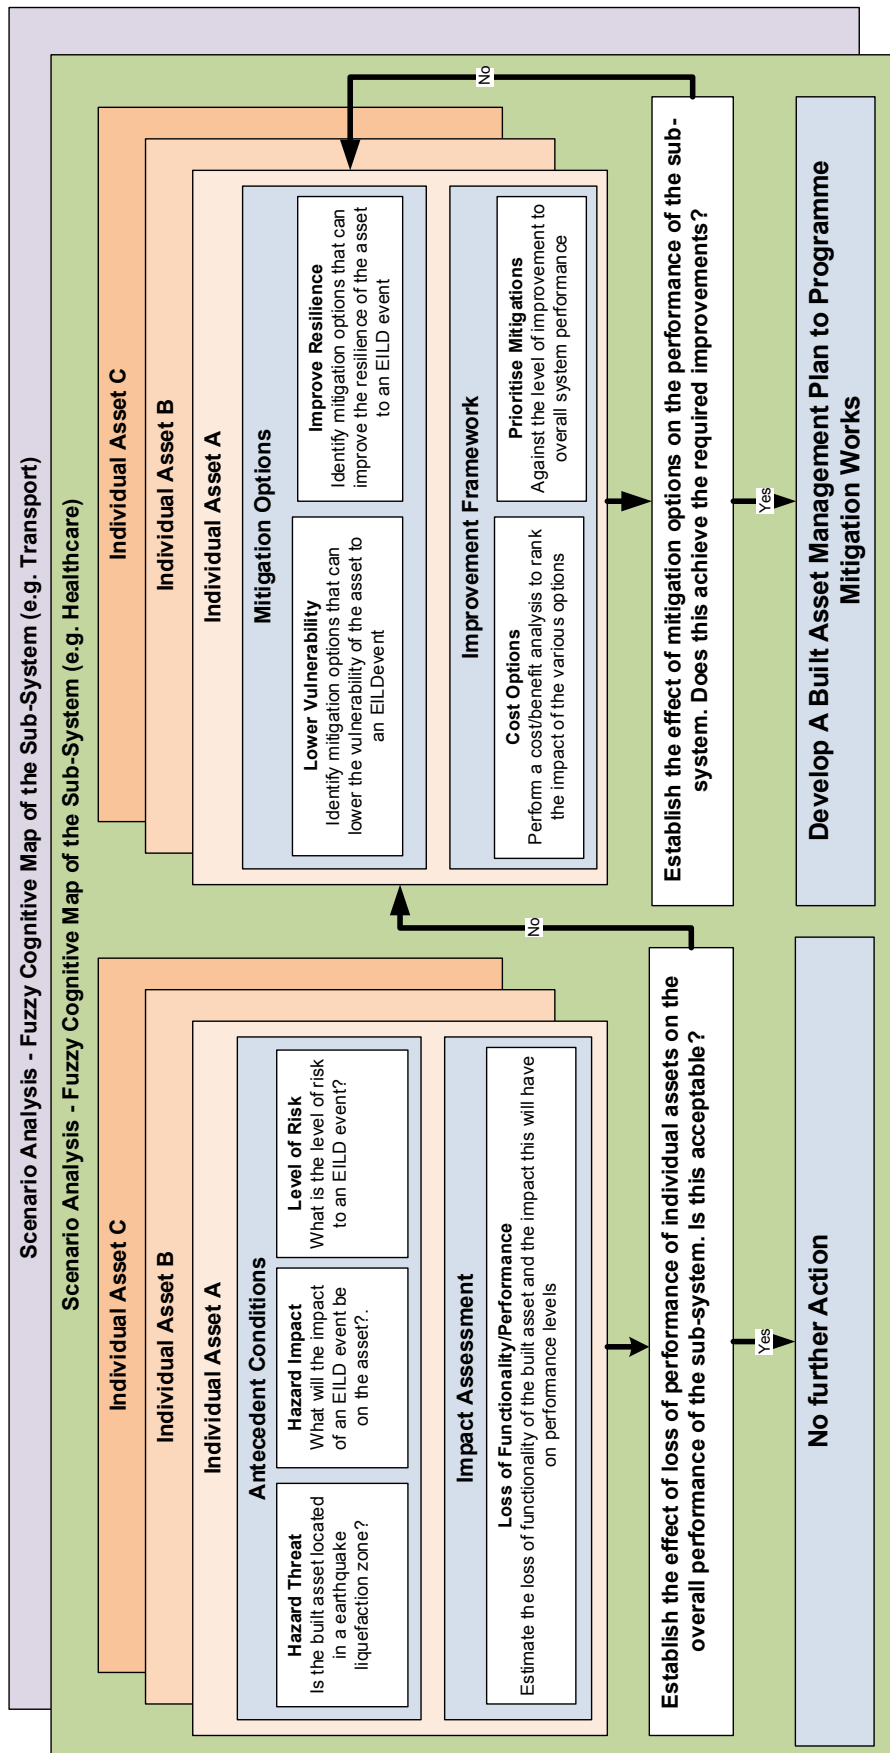 Scenario Analysis - Fuzzy Cognitive Map of the Sub-System (e.g. Transport)
Scenario Analysis - Fuzzy Cognitive Map of the Sub-System (e.g. Healthcare)
Individual Asset C
Individual Asset B
Individual Asset A
Antecedent Conditions
Hazard Threat
Is the built asset located
in a earthquake
liquefaction zone?
Hazard Impact
What will the impact
of an EILD event be
on the asset?.
Level of Risk
What is the level of risk
to an EILD event?
Impact Assessment
Loss of Functionality/Performance
Estimate the loss of functionality of the built asset and the impact this will have
on performance levels
Establish the effect of loss of performance of individual assets on the
overall performance of the sub-system. Is this acceptable?
Yes
No
No further Action
Individual Asset C
Individual Asset B
Individual Asset A
Mitigation Options
Lower Vulnerability
Identify mitigation options that can
lower the vulnerability of the asset to
an EILDevent
Improve Resilience
Identify mitigation options that can
improve the resilience of the asset
to an EILD event
Improvement Framework
Cost Options
Perform a cost/benefit analysis to rank
the impact of the various options
Prioritise Mitigations
Against the level of improvement to
overall system performance
Establish the effect of mitigation options on the performance of the sub-
system. Does this achieve the required improvements?
No
Yes
Develop A Built Asset Management Plan to Programme
Mitigation Works